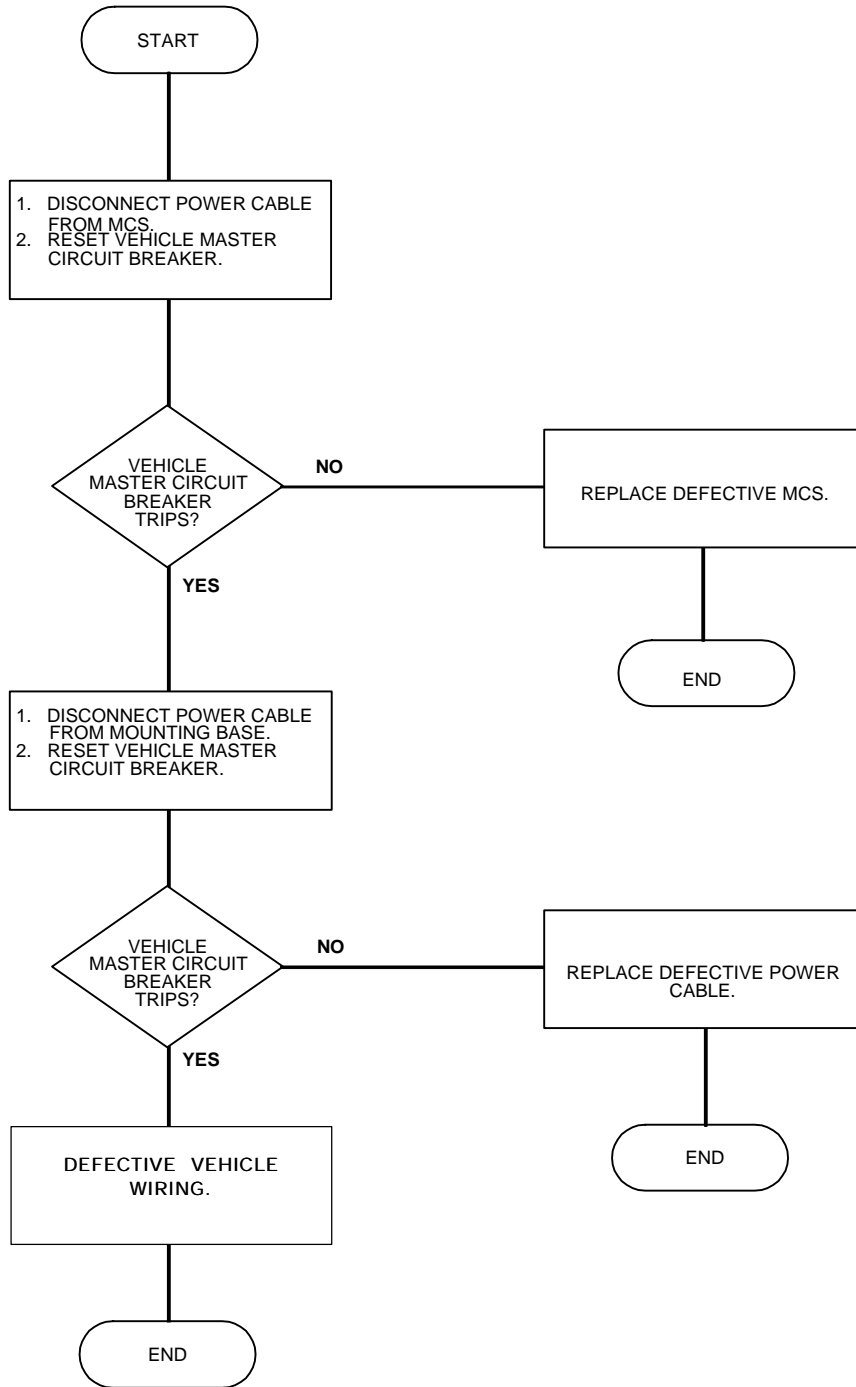 START
1. DISCONNECT POWER CABLE
FROM MCS.
2. RESET VEHICLE MASTER
CIRCUIT BREAKER.
VEHICLE
MASTER CIRCUIT
BREAKER
TRIPS?
NO
REPLACE DEFECTIVE MCS.
YES
END
1. DISCONNECT POWER CABLE
FROM MOUNTING BASE.
2. RESET VEHICLE MASTER
CIRCUIT BREAKER.
VEHICLE
MASTER CIRCUIT
BREAKER
TRIPS?
NO
REPLACE DEFECTIVE POWER
CABLE.
YES
END
DEFECTIVE VEHICLE
WIRING.
END